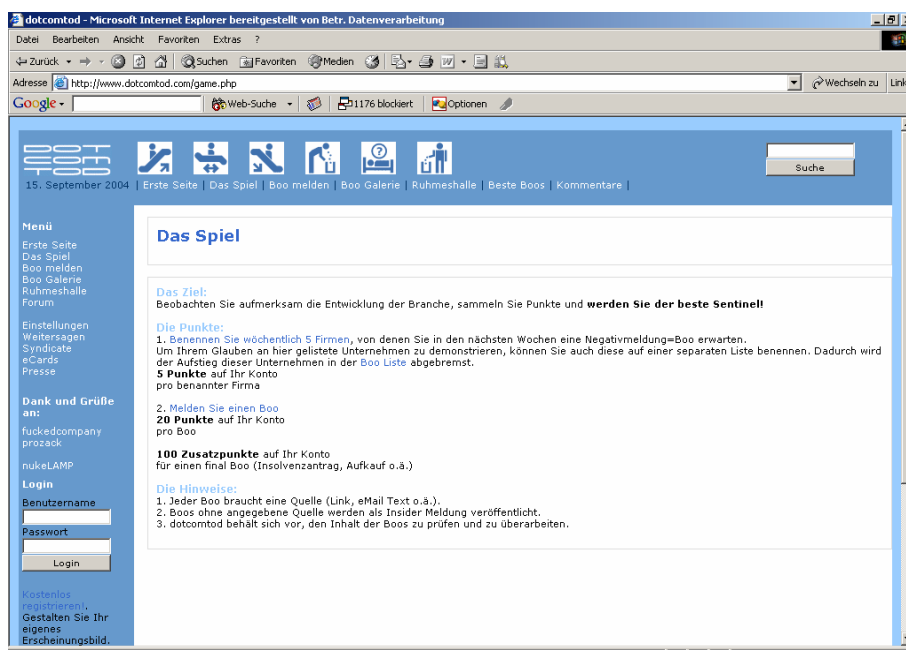 dotcomtod - Microsoft Internet Explorer bereitgestellt von Betr. Datenverarbeitung
Datei Bearbeiten Ansicht Favoriten Extras ?
Zurück Suchen Favoriten Medien
Adresse http://www.dotcomtod.com/game.php Wechseln zu Link
Google Web-Suche 1176 blockiert Optionen
DOT
COM
TOD
Suche
15. September 2004 | Erste Seite | Das Spiel | Boo melden | Boo Galerie | Ruhmeshalle | Beste Boos | Kommentare |
Menü
Erste Seite
Das Spiel
Boo melden
Boo Galerie
Ruhmeshalle
Forum
Einstellungen
Weitersagen
Syndicate
eCards
Presse
Dank und Grüße
an:
fuckedcompany
prozack
nukeLAMP
Login
Benutzername
Passwort
Login
Kostenlos
registrieren!.
Gestalten Sie Ihr
eigenes
Erscheinungsbild.
Das Spiel
Das Ziel:
Beobachten Sie aufmerksam die Entwicklung der Branche, sammeln Sie Punkte und werden Sie der beste Sentinel!
Die Punkte:
1. Benennen Sie wöchentlich 5 Firmen, von denen Sie in den nächsten Wochen eine Negativmeldung=Boo erwarten.
Um Ihrem Glauben an hier gelistete Unternehmen zu demonstrieren, können Sie auch diese auf einer separaten Liste benennen. Dadurch wird
der Aufstieg dieser Unternehmen in der Boo Liste abgebremst.
5 Punkte auf Ihr Konto
pro benannter Firma
2. Melden Sie einen Boo
20 Punkte auf Ihr Konto
pro Boo
100 Zusatzpunkte auf Ihr Konto
für einen final Boo (Insolvenzantrag, Aufkauf o.ä.)
Die Hinweise:
1. Jeder Boo braucht eine Quelle (Link, eMail Text o.ä.).
2. Boos ohne angegebene Quelle werden als Insider Meldung veröffentlicht.
3. dotcomtod behält sich vor, den Inhalt der Boos zu prüfen und zu überarbeiten.